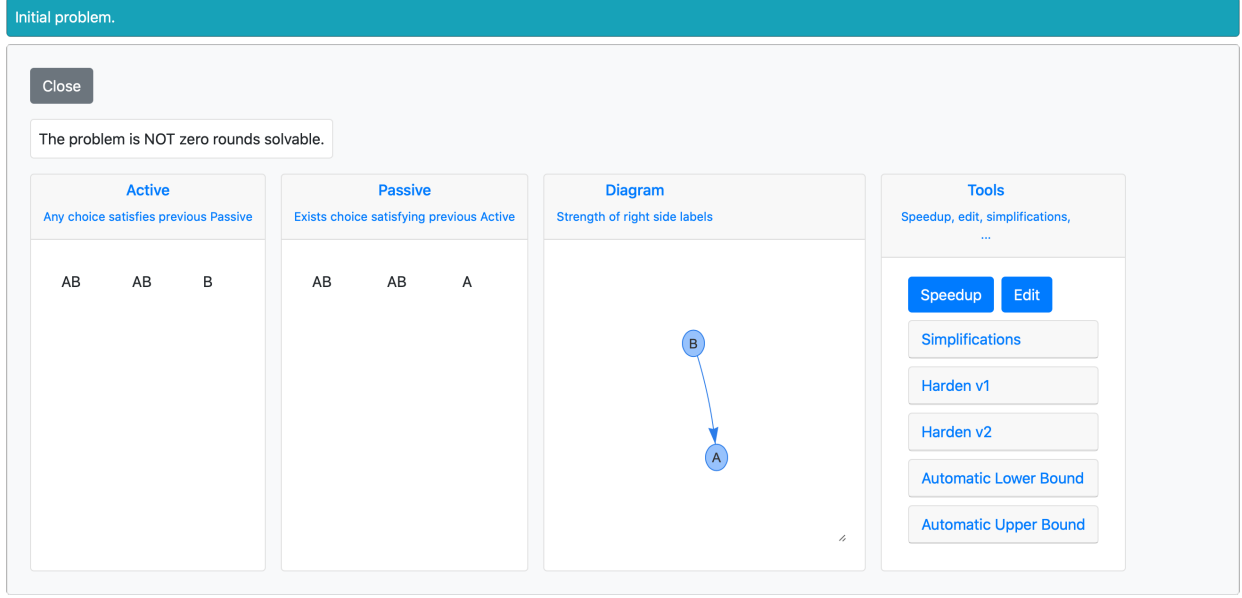 Initial problem.
Close
The problem is NOT zero rounds solvable.
Active
Any choice satisfies previous Passive
AB AB B
Passive
Exists choice satisfying previous Active
AB AB A
Diagram
Strength of right side labels
B
A
Tools
Speedup, edit, simplifications,
...
Speedup Edit
Simplifications
Harden v1
Harden v2
Automatic Lower Bound
Automatic Upper Bound